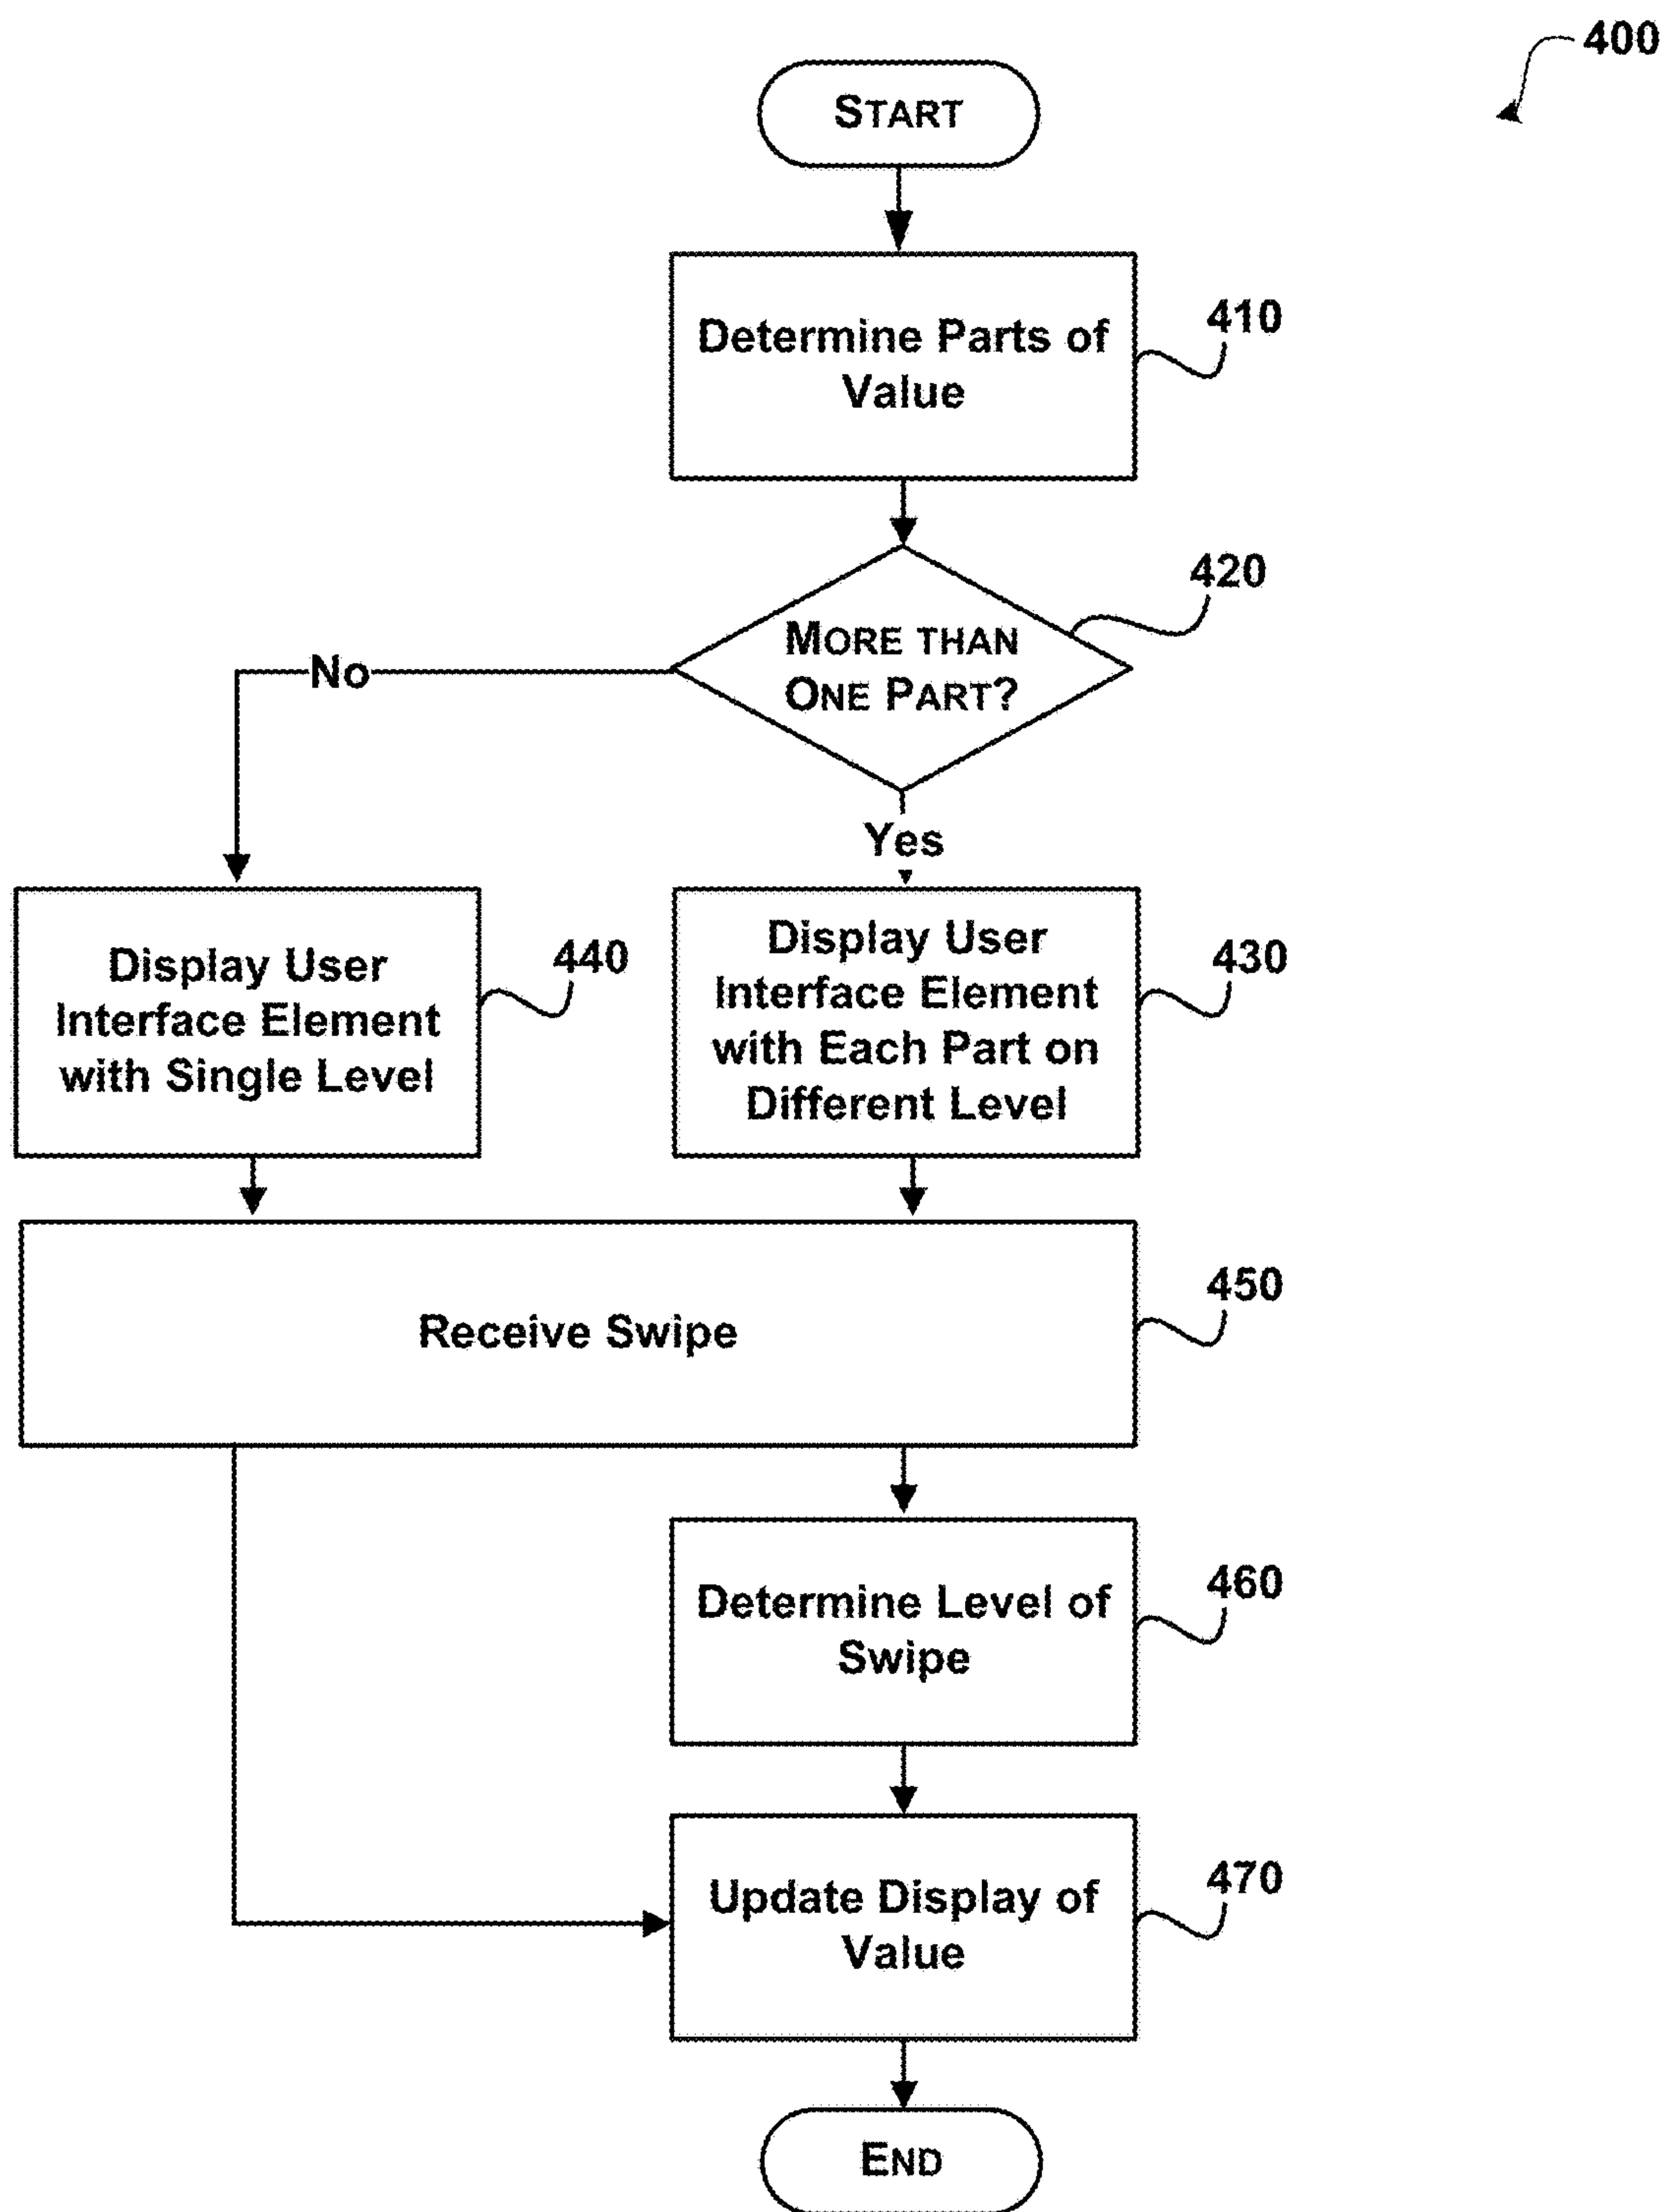 400
START
Determine Parts of
Value
410
MORE THAN
ONE PART?
420
No
Yes
Display User
Interface Element
with Single Level
440
Display User
Interface Element
with Each Part on
Different Level
430
Receive Swipe
450
Determine Level of
Swipe
460
Update Display of
Value
470
END